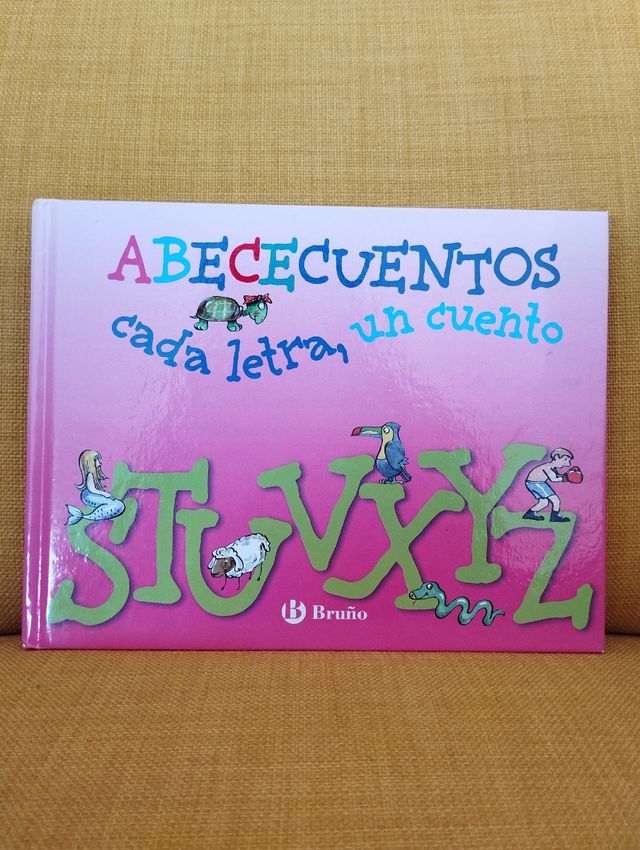 ABECECUENTOS
cada letra, un cuento
STUVXYZ
B Bruño